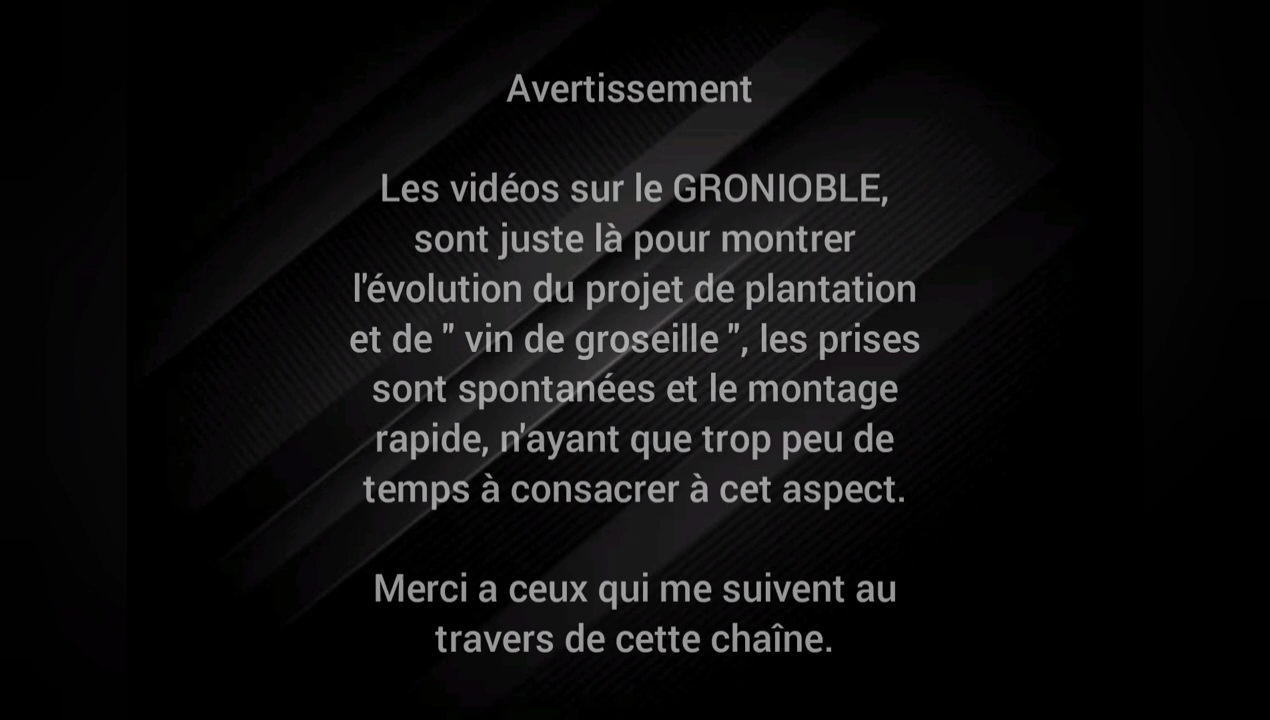 Avertissement
Les vidéos sur le GRONIOBLE,
sont juste là pour montrer
l'évolution du projet de plantation
et de " vin de groseille ", les prises
sont spontanées et le montage
rapide, n'ayant que trop peu de
temps à consacrer à cet aspect.
Merci a ceux qui me suivent au
travers de cette chaîne.